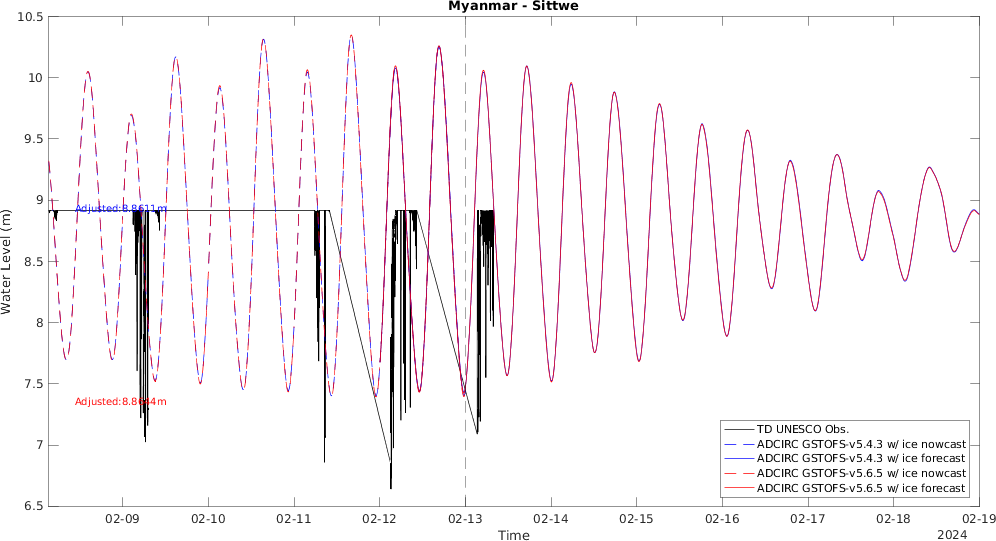 Myanmar - Sittwe
10.5
10
9.5
9
8.5
8
7.5
7
6.5
Water Level (m)
Adjusted:8.8611m
Adjusted:8.8644m
TD UNESCO Obs.
ADCIRC GSTOFS-v5.4.3 w/ ice nowcast
ADCIRC GSTOFS-v5.4.3 w/ ice forecast
ADCIRC GSTOFS-v5.6.5 w/ ice nowcast
ADCIRC GSTOFS-v5.6.5 w/ ice forecast
02-09 02-10 02-11 02-12 02-13 02-14 02-15 02-16 02-17 02-18 02-19
Time
2024